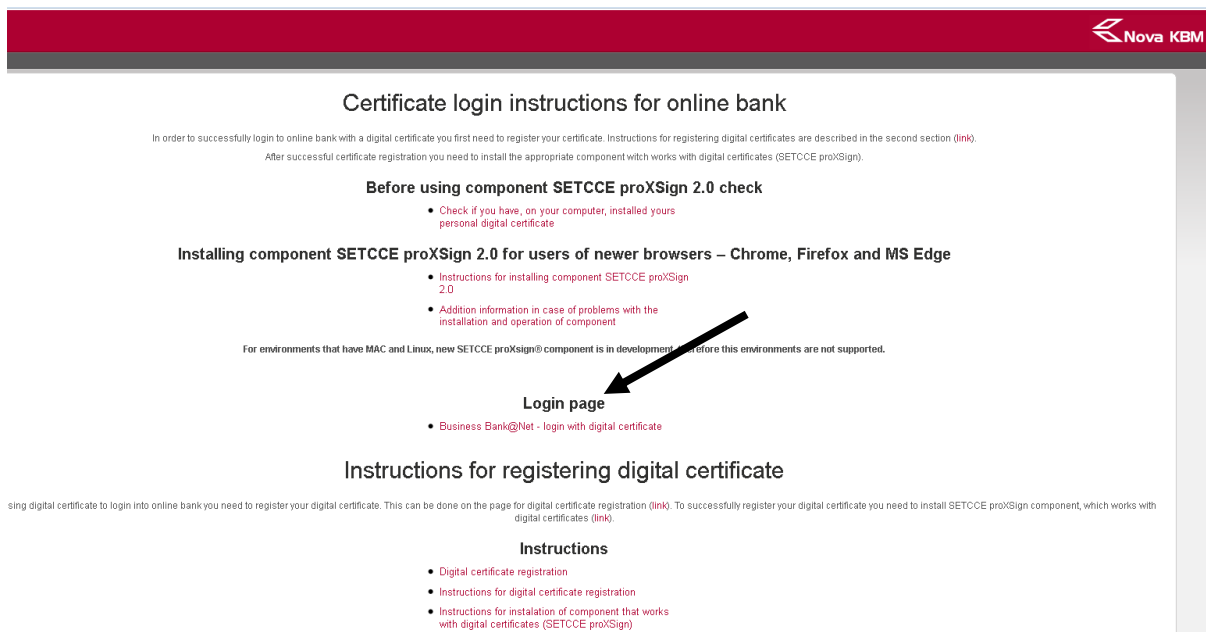 Nova KBM
Certificate login instructions for online bank
In order to successfully login to online bank with a digital certificate you first need to register your certificate. Instructions for registering digital certificates are described in the second section (link).
After successful certificate registration you need to install the appropriate component witch works with digital certificates (SETCCE proXSign).
Before using component SETCCE proXSign 2.0 check
• Check if you have, on your computer, installed yours
personal digital certificate
Installing component SETCCE proXSign 2.0 for users of newer browsers – Chrome, Firefox and MS Edge
• Instructions for installing component SETCCE proXSign
2.0
• Addition information in case of problems with the
installation and operation of component
For environments that have MAC and Linux, new SETCCE proXsign® component is in development, therefore this environments are not supported.
Login page
• Business Bank@Net - login with digital certificate
Instructions for registering digital certificate
sing digital certificate to login into online bank you need to register your digital certificate. This can be done on the page for digital certificate registration (link). To successfully register your digital certificate you need to install SETCCE proXSign component, which works with
digital certificates (link).
Instructions
• Digital certificate registration
• Instructions for digital certificate registration
• Instructions for instalation of component that works
with digital certificates (SETCCE proXSign)